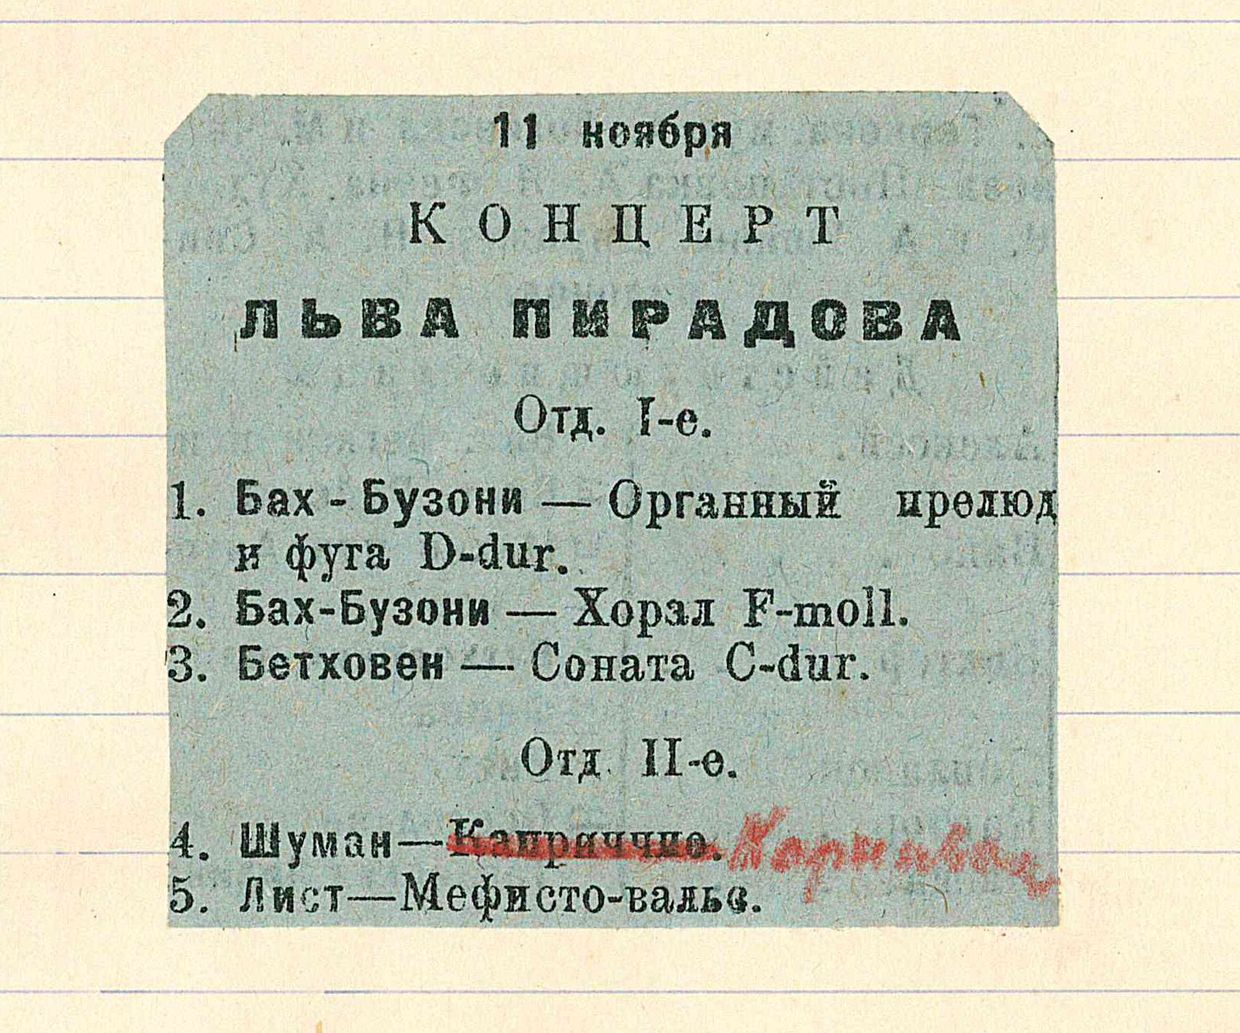 11 ноября
КОНЦЕРТ
ЛЬВА ПИРАДОВА
Отд. I-е.
1. Бах - Бузони — Органный прелюд
и фуга D-dur.
2. Бах-Бузони — Хорал F-moll.
3. Бетховен — Соната C-dur.
Отд II-е.
4. Шуман—Каприччио. Карнавал
5. Лист—Мефисто-вальс.